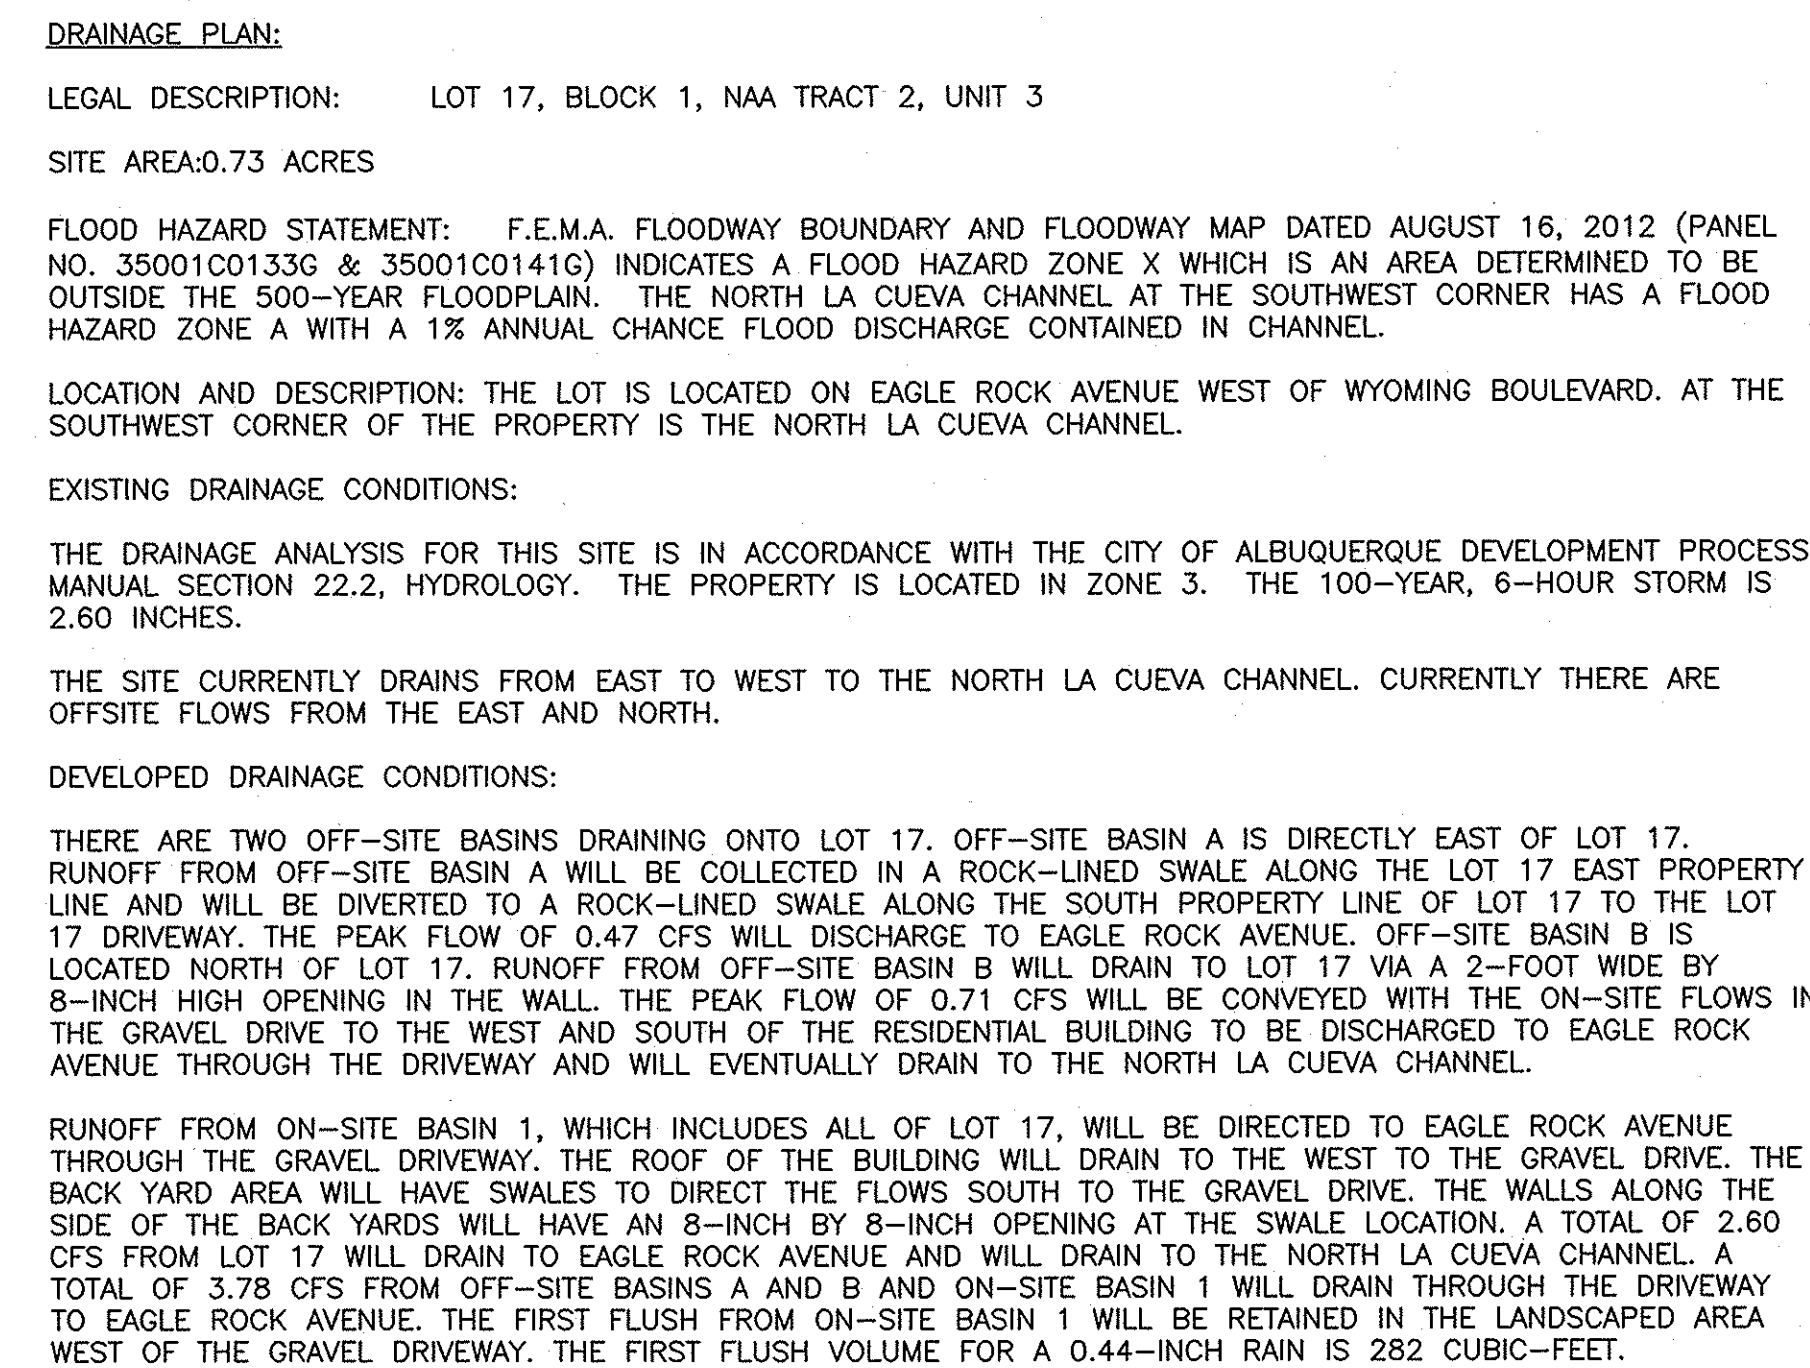 DRAINAGE PLAN:
LEGAL DESCRIPTION: LOT 17, BLOCK 1, NAA TRACT 2, UNIT 3
SITE AREA:0.73 ACRES
FLOOD HAZARD STATEMENT: F.E.M.A. FLOODWAY BOUNDARY AND FLOODWAY MAP DATED AUGUST 16, 2012 (PANEL
NO. 35001C0133G & 35001C0141G) INDICATES A FLOOD HAZARD ZONE X WHICH IS AN AREA DETERMINED TO BE
OUTSIDE THE 500–YEAR FLOODPLAIN. THE NORTH LA CUEVA CHANNEL AT THE SOUTHWEST CORNER HAS A FLOOD
HAZARD ZONE A WITH A 1% ANNUAL CHANCE FLOOD DISCHARGE CONTAINED IN CHANNEL.
LOCATION AND DESCRIPTION: THE LOT IS LOCATED ON EAGLE ROCK AVENUE WEST OF WYOMING BOULEVARD. AT THE
SOUTHWEST CORNER OF THE PROPERTY IS THE NORTH LA CUEVA CHANNEL.
EXISTING DRAINAGE CONDITIONS:
THE DRAINAGE ANALYSIS FOR THIS SITE IS IN ACCORDANCE WITH THE CITY OF ALBUQUERQUE DEVELOPMENT PROCESS
MANUAL SECTION 22.2, HYDROLOGY. THE PROPERTY IS LOCATED IN ZONE 3. THE 100–YEAR, 6–HOUR STORM IS
2.60 INCHES.
THE SITE CURRENTLY DRAINS FROM EAST TO WEST TO THE NORTH LA CUEVA CHANNEL. CURRENTLY THERE ARE
OFFSITE FLOWS FROM THE EAST AND NORTH.
DEVELOPED DRAINAGE CONDITIONS:
THERE ARE TWO OFF–SITE BASINS DRAINING ONTO LOT 17. OFF–SITE BASIN A IS DIRECTLY EAST OF LOT 17.
RUNOFF FROM OFF–SITE BASIN A WILL BE COLLECTED IN A ROCK–LINED SWALE ALONG THE LOT 17 EAST PROPERTY
LINE AND WILL BE DIVERTED TO A ROCK–LINED SWALE ALONG THE SOUTH PROPERTY LINE OF LOT 17 TO THE LOT
17 DRIVEWAY. THE PEAK FLOW OF 0.47 CFS WILL DISCHARGE TO EAGLE ROCK AVENUE. OFF–SITE BASIN B IS
LOCATED NORTH OF LOT 17. RUNOFF FROM OFF–SITE BASIN B WILL DRAIN TO LOT 17 VIA A 2–FOOT WIDE BY
8–INCH HIGH OPENING IN THE WALL. THE PEAK FLOW OF 0.71 CFS WILL BE CONVEYED WITH THE ON–SITE FLOWS IN
THE GRAVEL DRIVE TO THE WEST AND SOUTH OF THE RESIDENTIAL BUILDING TO BE DISCHARGED TO EAGLE ROCK
AVENUE THROUGH THE DRIVEWAY AND WILL EVENTUALLY DRAIN TO THE NORTH LA CUEVA CHANNEL.
RUNOFF FROM ON–SITE BASIN 1, WHICH INCLUDES ALL OF LOT 17, WILL BE DIRECTED TO EAGLE ROCK AVENUE
THROUGH THE GRAVEL DRIVEWAY. THE ROOF OF THE BUILDING WILL DRAIN TO THE WEST TO THE GRAVEL DRIVE. THE
BACK YARD AREA WILL HAVE SWALES TO DIRECT THE FLOWS SOUTH TO THE GRAVEL DRIVE. THE WALLS ALONG THE
SIDE OF THE BACK YARDS WILL HAVE AN 8–INCH BY 8–INCH OPENING AT THE SWALE LOCATION. A TOTAL OF 2.60
CFS FROM LOT 17 WILL DRAIN TO EAGLE ROCK AVENUE AND WILL DRAIN TO THE NORTH LA CUEVA CHANNEL. A
TOTAL OF 3.78 CFS FROM OFF–SITE BASINS A AND B AND ON–SITE BASIN 1 WILL DRAIN THROUGH THE DRIVEWAY
TO EAGLE ROCK AVENUE. THE FIRST FLUSH FROM ON–SITE BASIN 1 WILL BE RETAINED IN THE LANDSCAPED AREA
WEST OF THE GRAVEL DRIVEWAY. THE FIRST FLUSH VOLUME FOR A 0.44–INCH RAIN IS 282 CUBIC–FEET.